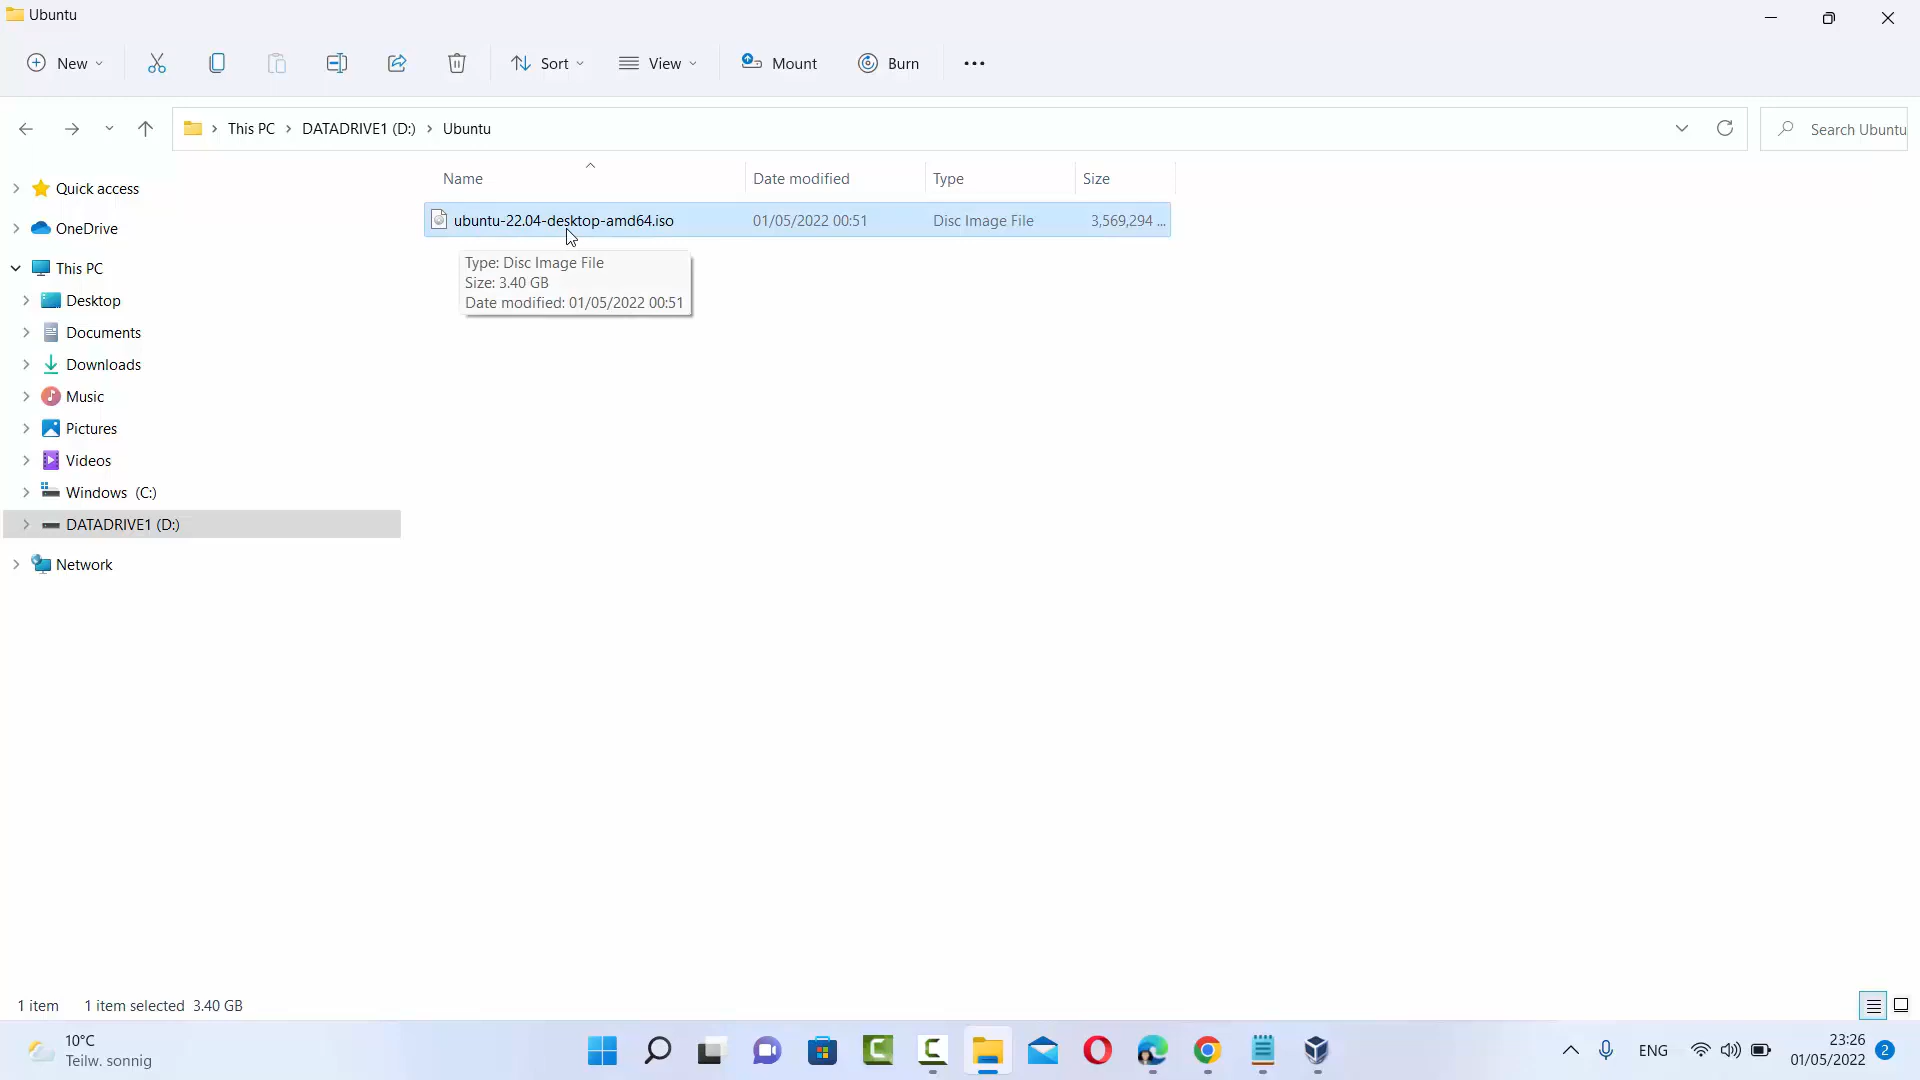 Ubuntu
New
Sort
View
Mount
Burn
This PC
DATADRIVE1 (D:)
Ubuntu
Search Ubuntu
Quick access
OneDrive
This PC
Desktop
Documents
Downloads
Music
Pictures
Videos
Windows (C:)
DATADRIVE1 (D:)
Network
Name
Date modified
Type
Size
ubuntu-22.04-desktop-amd64.iso
01/05/2022 00:51
Disc Image File
3,569,294 ...
Type: Disc Image File
Size: 3.40 GB
Date modified: 01/05/2022 00:51
1 item
1 item selected 3.40 GB
10°C
Teilw. sonnig
ENG
23:26
01/05/2022
2